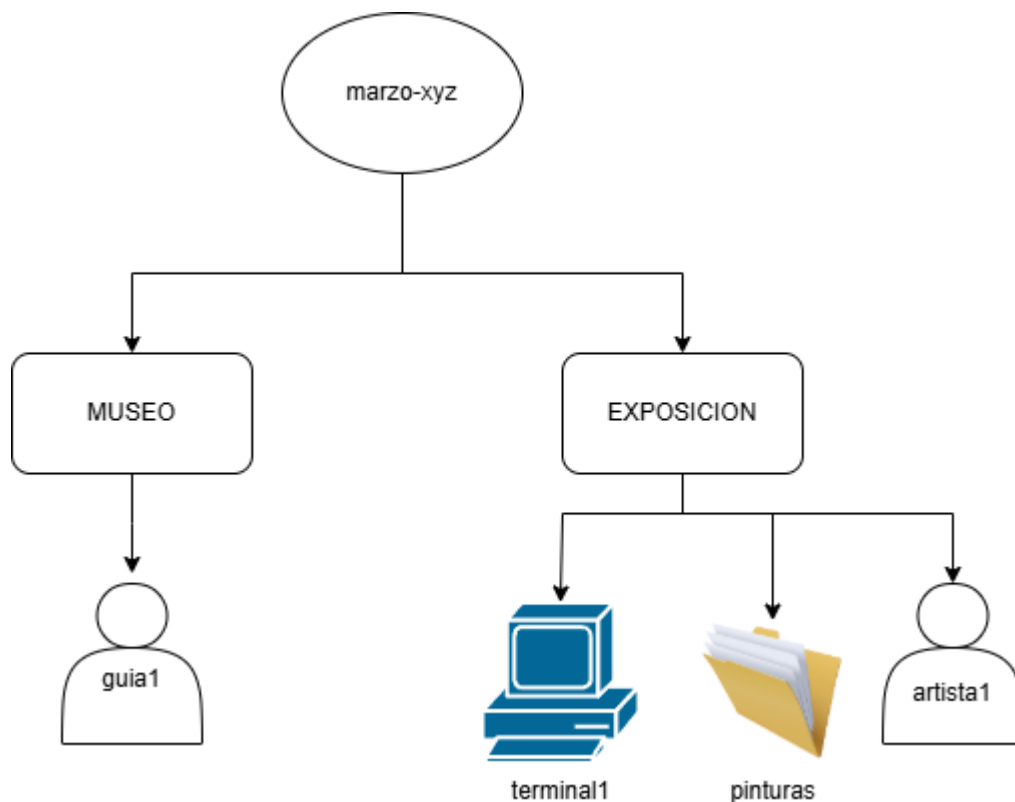 marzo-xyz
MUSEO
EXPOSICION
guia1
artista1
terminal1
pinturas